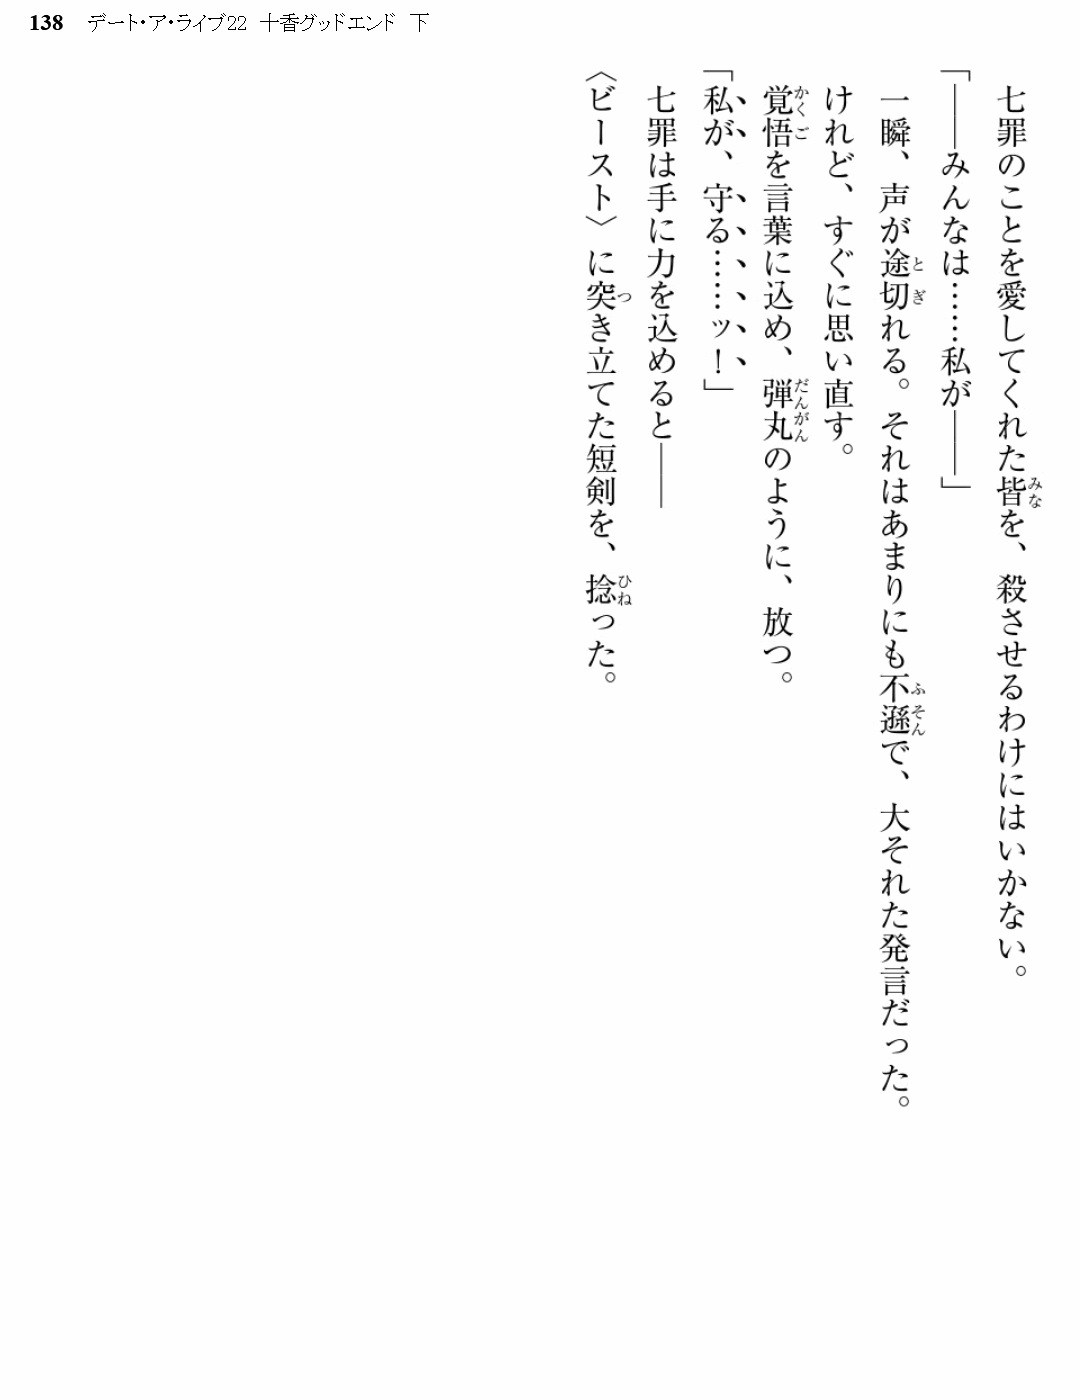 138 デート・ア・ライブ22 十香グッドエンド 下
七罪のことを愛してくれた皆を、殺させるわけにはいかない。
「――みんなは……私が――」
一瞬、声が途切れる。それはあまりにも不遜で、大それた発言だった。
けれど、すぐに思い直す。
覚悟を言葉に込め、弾丸のように、放つ。
「私が、守る……ッ！」
七罪は手に力を込めると――
〈ビースト〉に突き立てた短剣を、捻った。